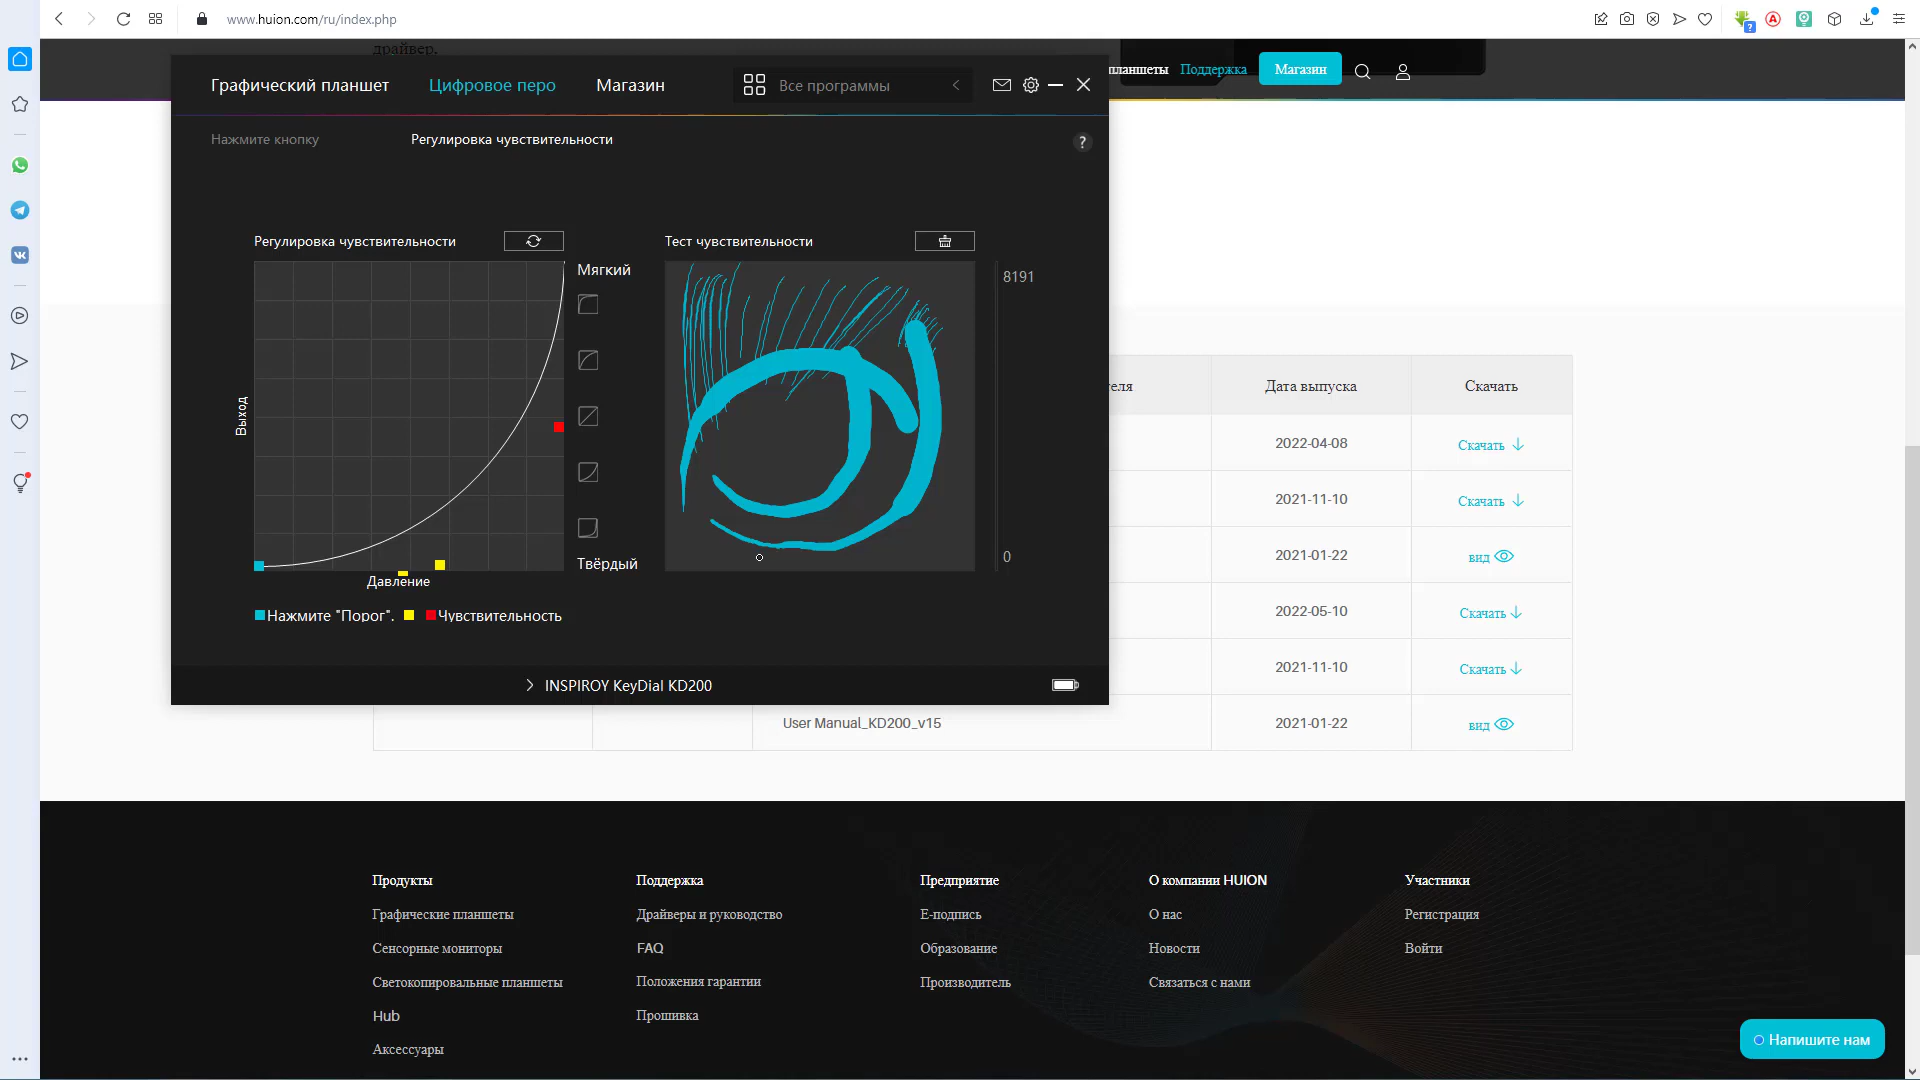 www.huion.com/ru/index.php
драйвер.
Графический планшет
Цифровое перо
Магазин
Все программы
планшеты
Поддержка
Магазин
Нажмите кнопку
Регулировка чувствительности
?
Регулировка чувствительности
Тест чувствительности
Мягкий
8191
Выход
Твёрдый
0
Давление
Нажмите "Порог".
Чувствительность
INSPIROY KeyDial KD200
теля
Дата выпуска
Скачать
2022-04-08
Скачать
2021-11-10
Скачать
2021-01-22
вид
2022-05-10
Скачать
2021-11-10
Скачать
User Manual_KD200_v15
2021-01-22
вид
Продукты
Графические планшеты
Сенсорные мониторы
Светокопировальные планшеты
Hub
Аксессуары
Поддержка
Драйверы и руководство
FAQ
Положения гарантии
Прошивка
Предприятие
Е-подпись
Образование
Производитель
О компании HUION
О нас
Новости
Связаться с нами
Участники
Регистрация
Войти
Напишите нам